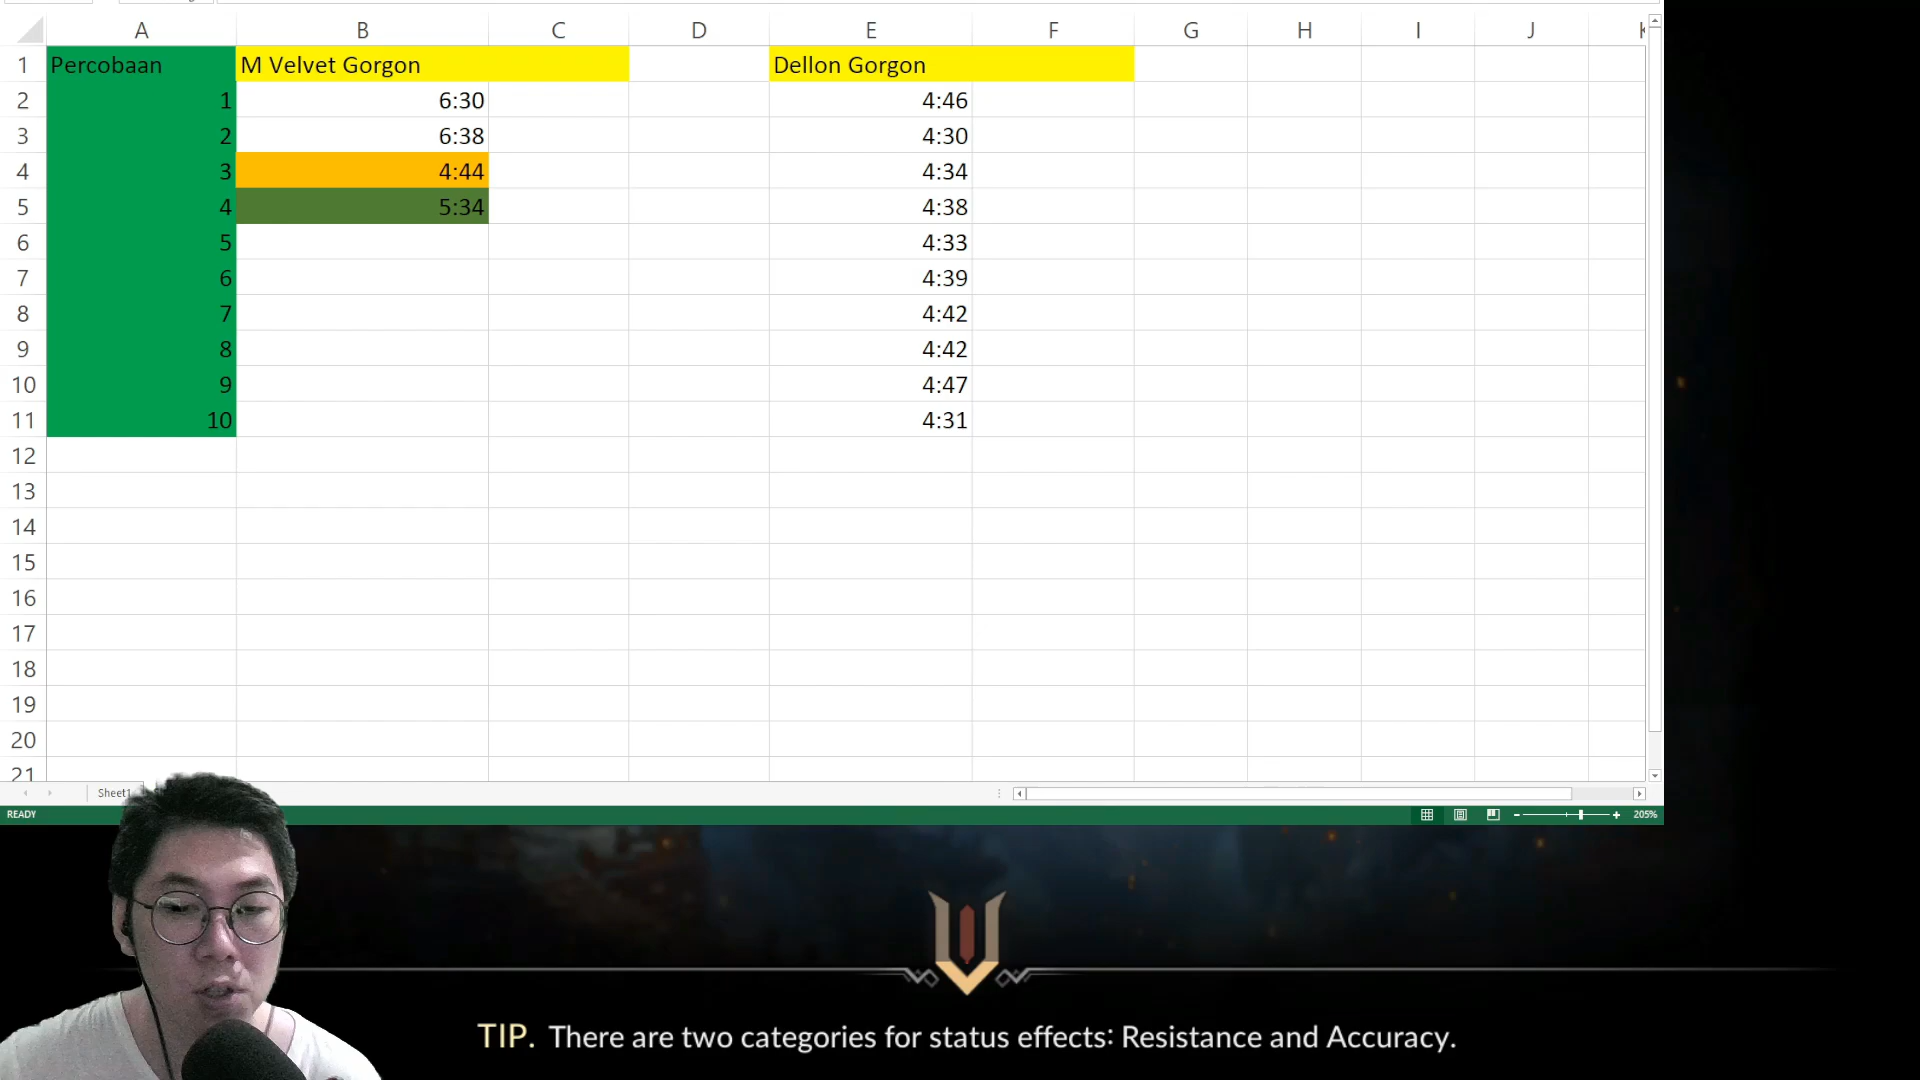 A B C D E F G H I J
1 Percobaan M Velvet Gorgon Dellon Gorgon
2 1 6:30 4:46
3 2 6:38 4:30
4 3 4:44 4:34
5 4 5:34 4:38
6 5 4:33
7 6 4:39
8 7 4:42
9 8 4:42
10 9 4:47
11 10 4:31
12
13
14
15
16
17
18
19
20
21
Sheet1
READY 205%
TIP. There are two categories for status effects: Resistance and Accuracy.